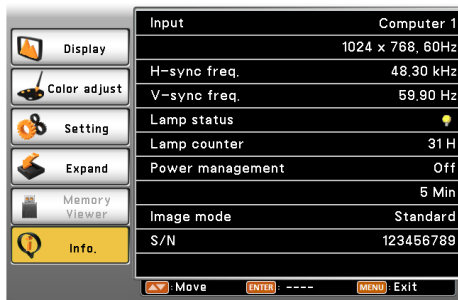 Display
Color adjust
Setting
Expand
Memory
Viewer
Info.
Input Computer 1
1024 x 768, 60Hz
H-sync freq. 48.30 kHz
V-sync freq. 59.90 Hz
Lamp status
Lamp counter 31 H
Power management Off
5 Min
Image mode Standard
S/N 123456789
:Move ENTER : ---- MENU :Exit